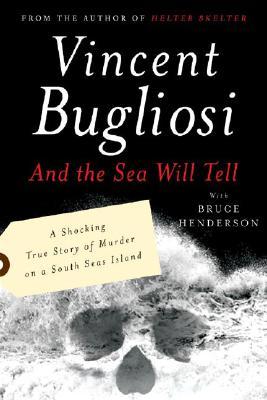 FROM THE AUTHOR OF HELTER SKELTER
Vincent
Bugliosi
And the Sea Will Tell
With
BRUCE
HENDERSON
A Shocking
True Story of Murder
on a South Seas Island